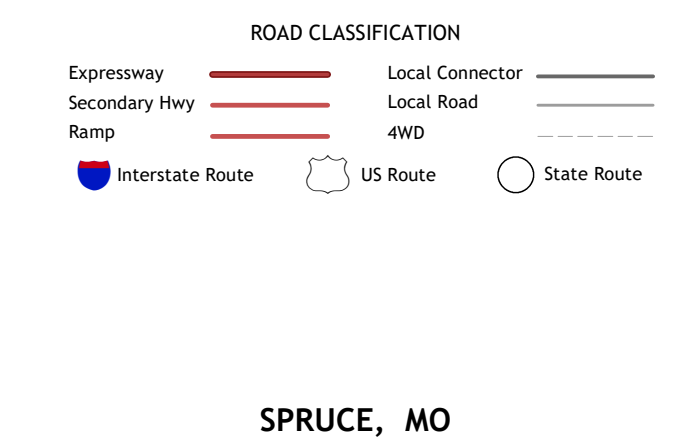 ROAD CLASSIFICATION
Expressway
Secondary Hwy
Ramp
Local Connector
Local Road
4WD
Interstate Route
US Route
State Route
SPRUCE, MO